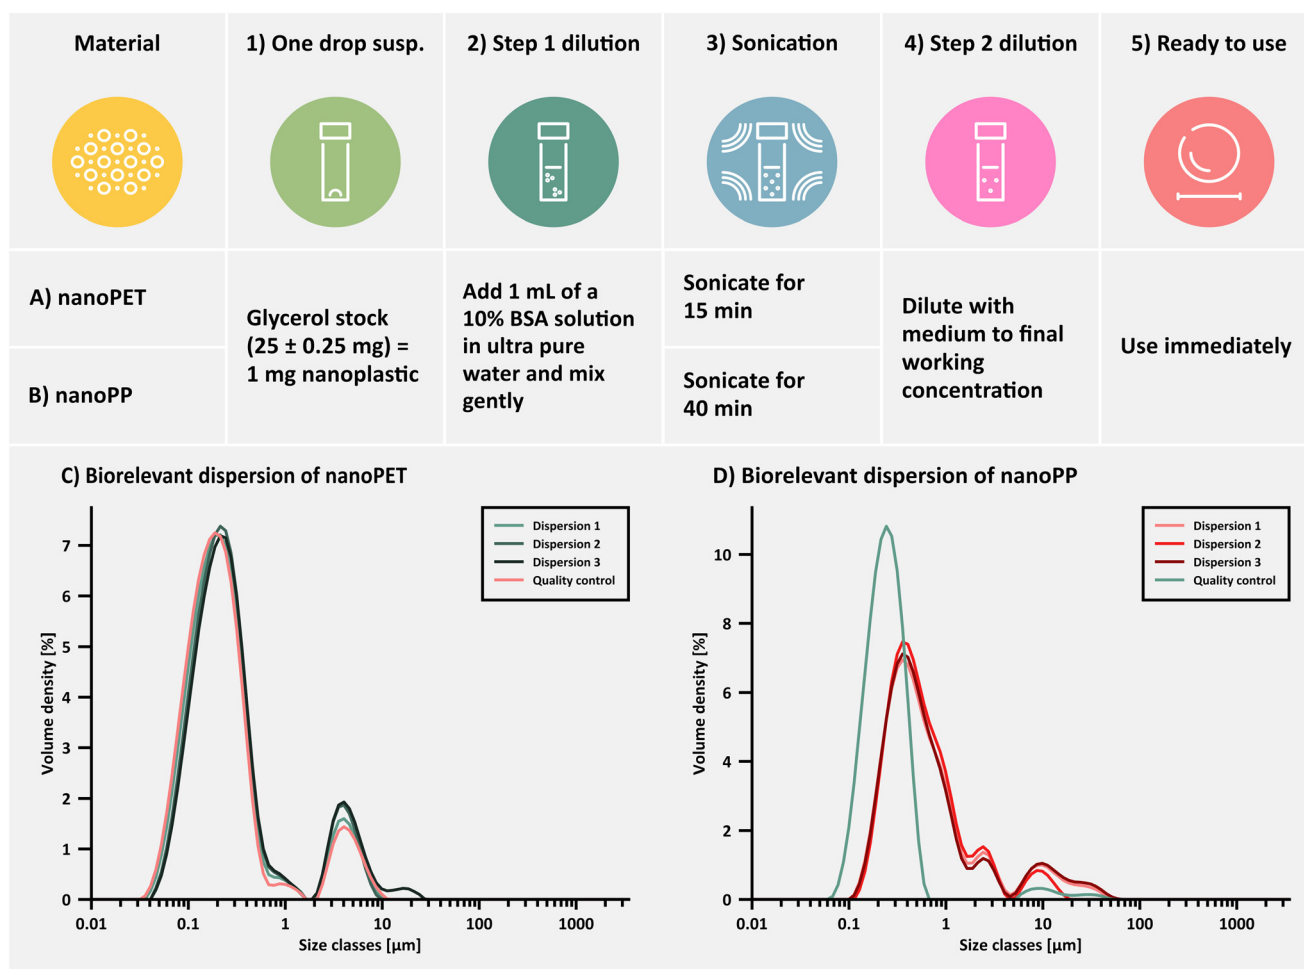 Material
1) One drop susp.
2) Step 1 dilution
3) Sonication
4) Step 2 dilution
5) Ready to use
A) nanoPET
B) nanoPP
Glycerol stock
(25 ± 0.25 mg) =
1 mg nanoplastic
Add 1 mL of a
10% BSA solution
in ultra pure
water and mix
gently
Sonicate for
15 min
Sonicate for
40 min
Dilute with
medium to final
working
concentration
Use immediately
C) Biorelevant dispersion of nanoPET
Dispersion 1
Dispersion 2
Dispersion 3
Quality control
Volume density [%]
7
6
5
4
3
2
1
0
0.01 0.1 1 10 100 1000
Size classes [µm]
D) Biorelevant dispersion of nanoPP
Dispersion 1
Dispersion 2
Dispersion 3
Quality control
Volume density [%]
10
8
6
4
2
0
0.01 0.1 1 10 100 1000
Size classes [µm]